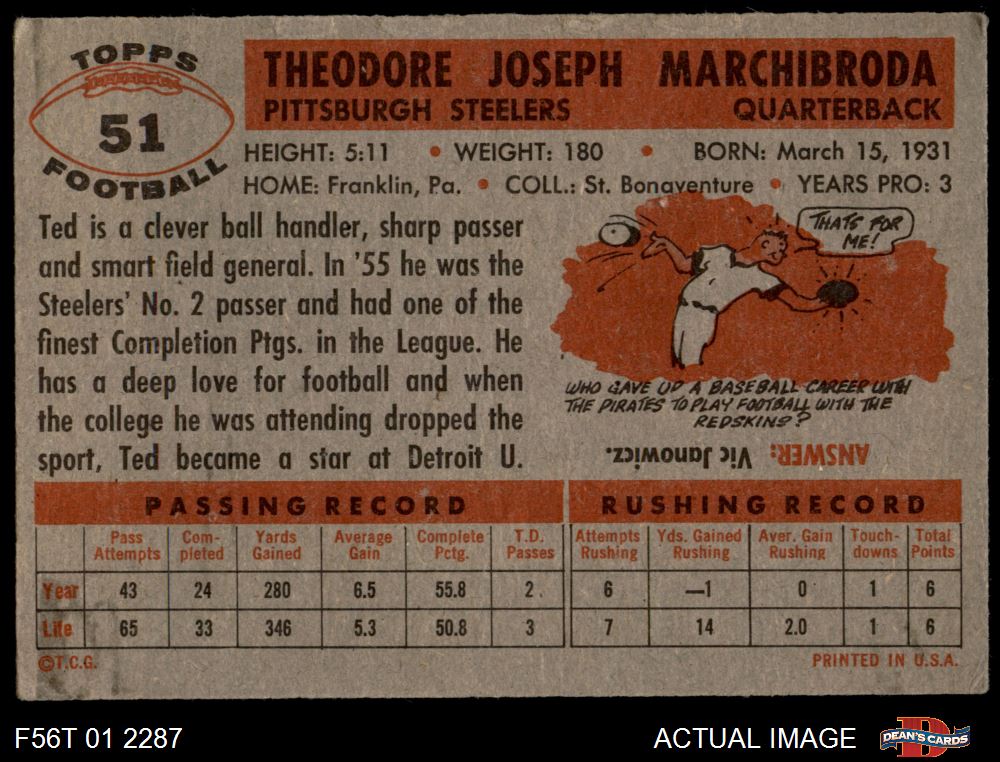 TOPPS
51
FOOTBALL
THEODORE JOSEPH MARCHIBRODA
PITTSBURGH STEELERS QUARTERBACK
HEIGHT: 5:11 • WEIGHT: 180 • BORN: March 15, 1931
HOME: Franklin, Pa. • COLL.: St. Bonaventure • YEARS PRO: 3
Ted is a clever ball handler, sharp passer
and smart field general. In '55 he was the
Steelers' No. 2 passer and had one of the
finest Completion Ptgs. in the League. He
has a deep love for football and when
the college he was attending dropped the
sport, Ted became a star at Detroit U.
THATS FOR
ME!
WHO GAVE UP A BASEBALL CAREER WITH
THE PIRATES TO PLAY FOOTBALL WITH THE
REDSKINS?
ANSWER: Vic Janowicz.
PASSING RECORD
Pass Attempts Com-pleted Yards Gained Average Gain Complete Pctg. T.D. Passes
Year 43 24 280 6.5 55.8 2
Life 65 33 346 5.3 50.8 3
RUSHING RECORD
Attempts Rushing Yds. Gained Rushing Aver. Gain Rushing Touch-downs Total Points
6 —1 0 1 6
7 14 2.0 1 6
©T.C.G. PRINTED IN U.S.A.
F56T 01 2287 ACTUAL IMAGE D DEAN'S CARDS